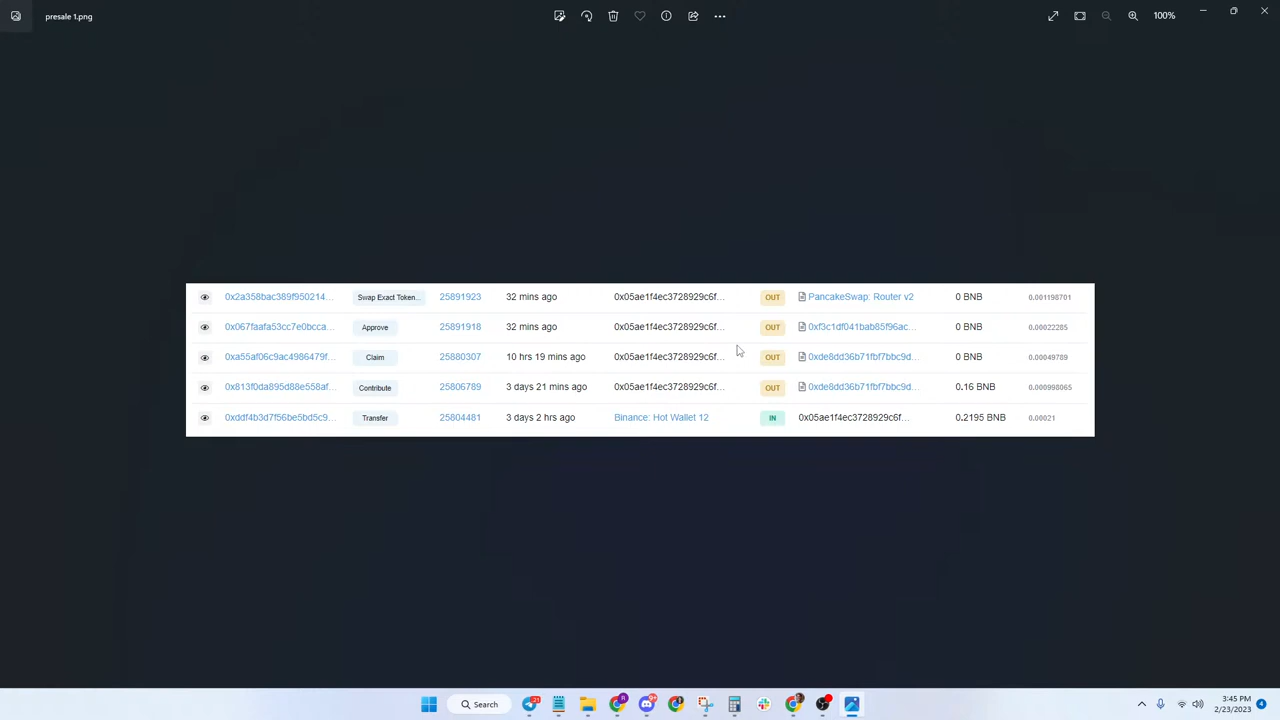 presale 1.png
100%
0x2a358bac389f950214... Swap Exact Token... 25891923 32 mins ago 0x05ae1f4ec3728929c6f... OUT PancakeSwap: Router v2 0 BNB 0.001198701
0x067faafa53cc7e0bcca... Approve 25891918 32 mins ago 0x05ae1f4ec3728929c6f... OUT 0xf3c1df041bab85f96ac... 0 BNB 0.00022285
0xa55af06c9ac4986479f... Claim 25880307 10 hrs 19 mins ago 0x05ae1f4ec3728929c6f... OUT 0xde8dd36b71fbf7bbc9d... 0 BNB 0.00049789
0x813f0da895d88e558af... Contribute 25806789 3 days 21 mins ago 0x05ae1f4ec3728929c6f... OUT 0xde8dd36b71fbf7bbc9d... 0.16 BNB 0.000998065
0xddf4b3d7f56be5bd5c9... Transfer 25804481 3 days 2 hrs ago Binance: Hot Wallet 12 IN 0x05ae1f4ec3728929c6f... 0.2195 BNB 0.00021
Search
3:45 PM
2/23/2023